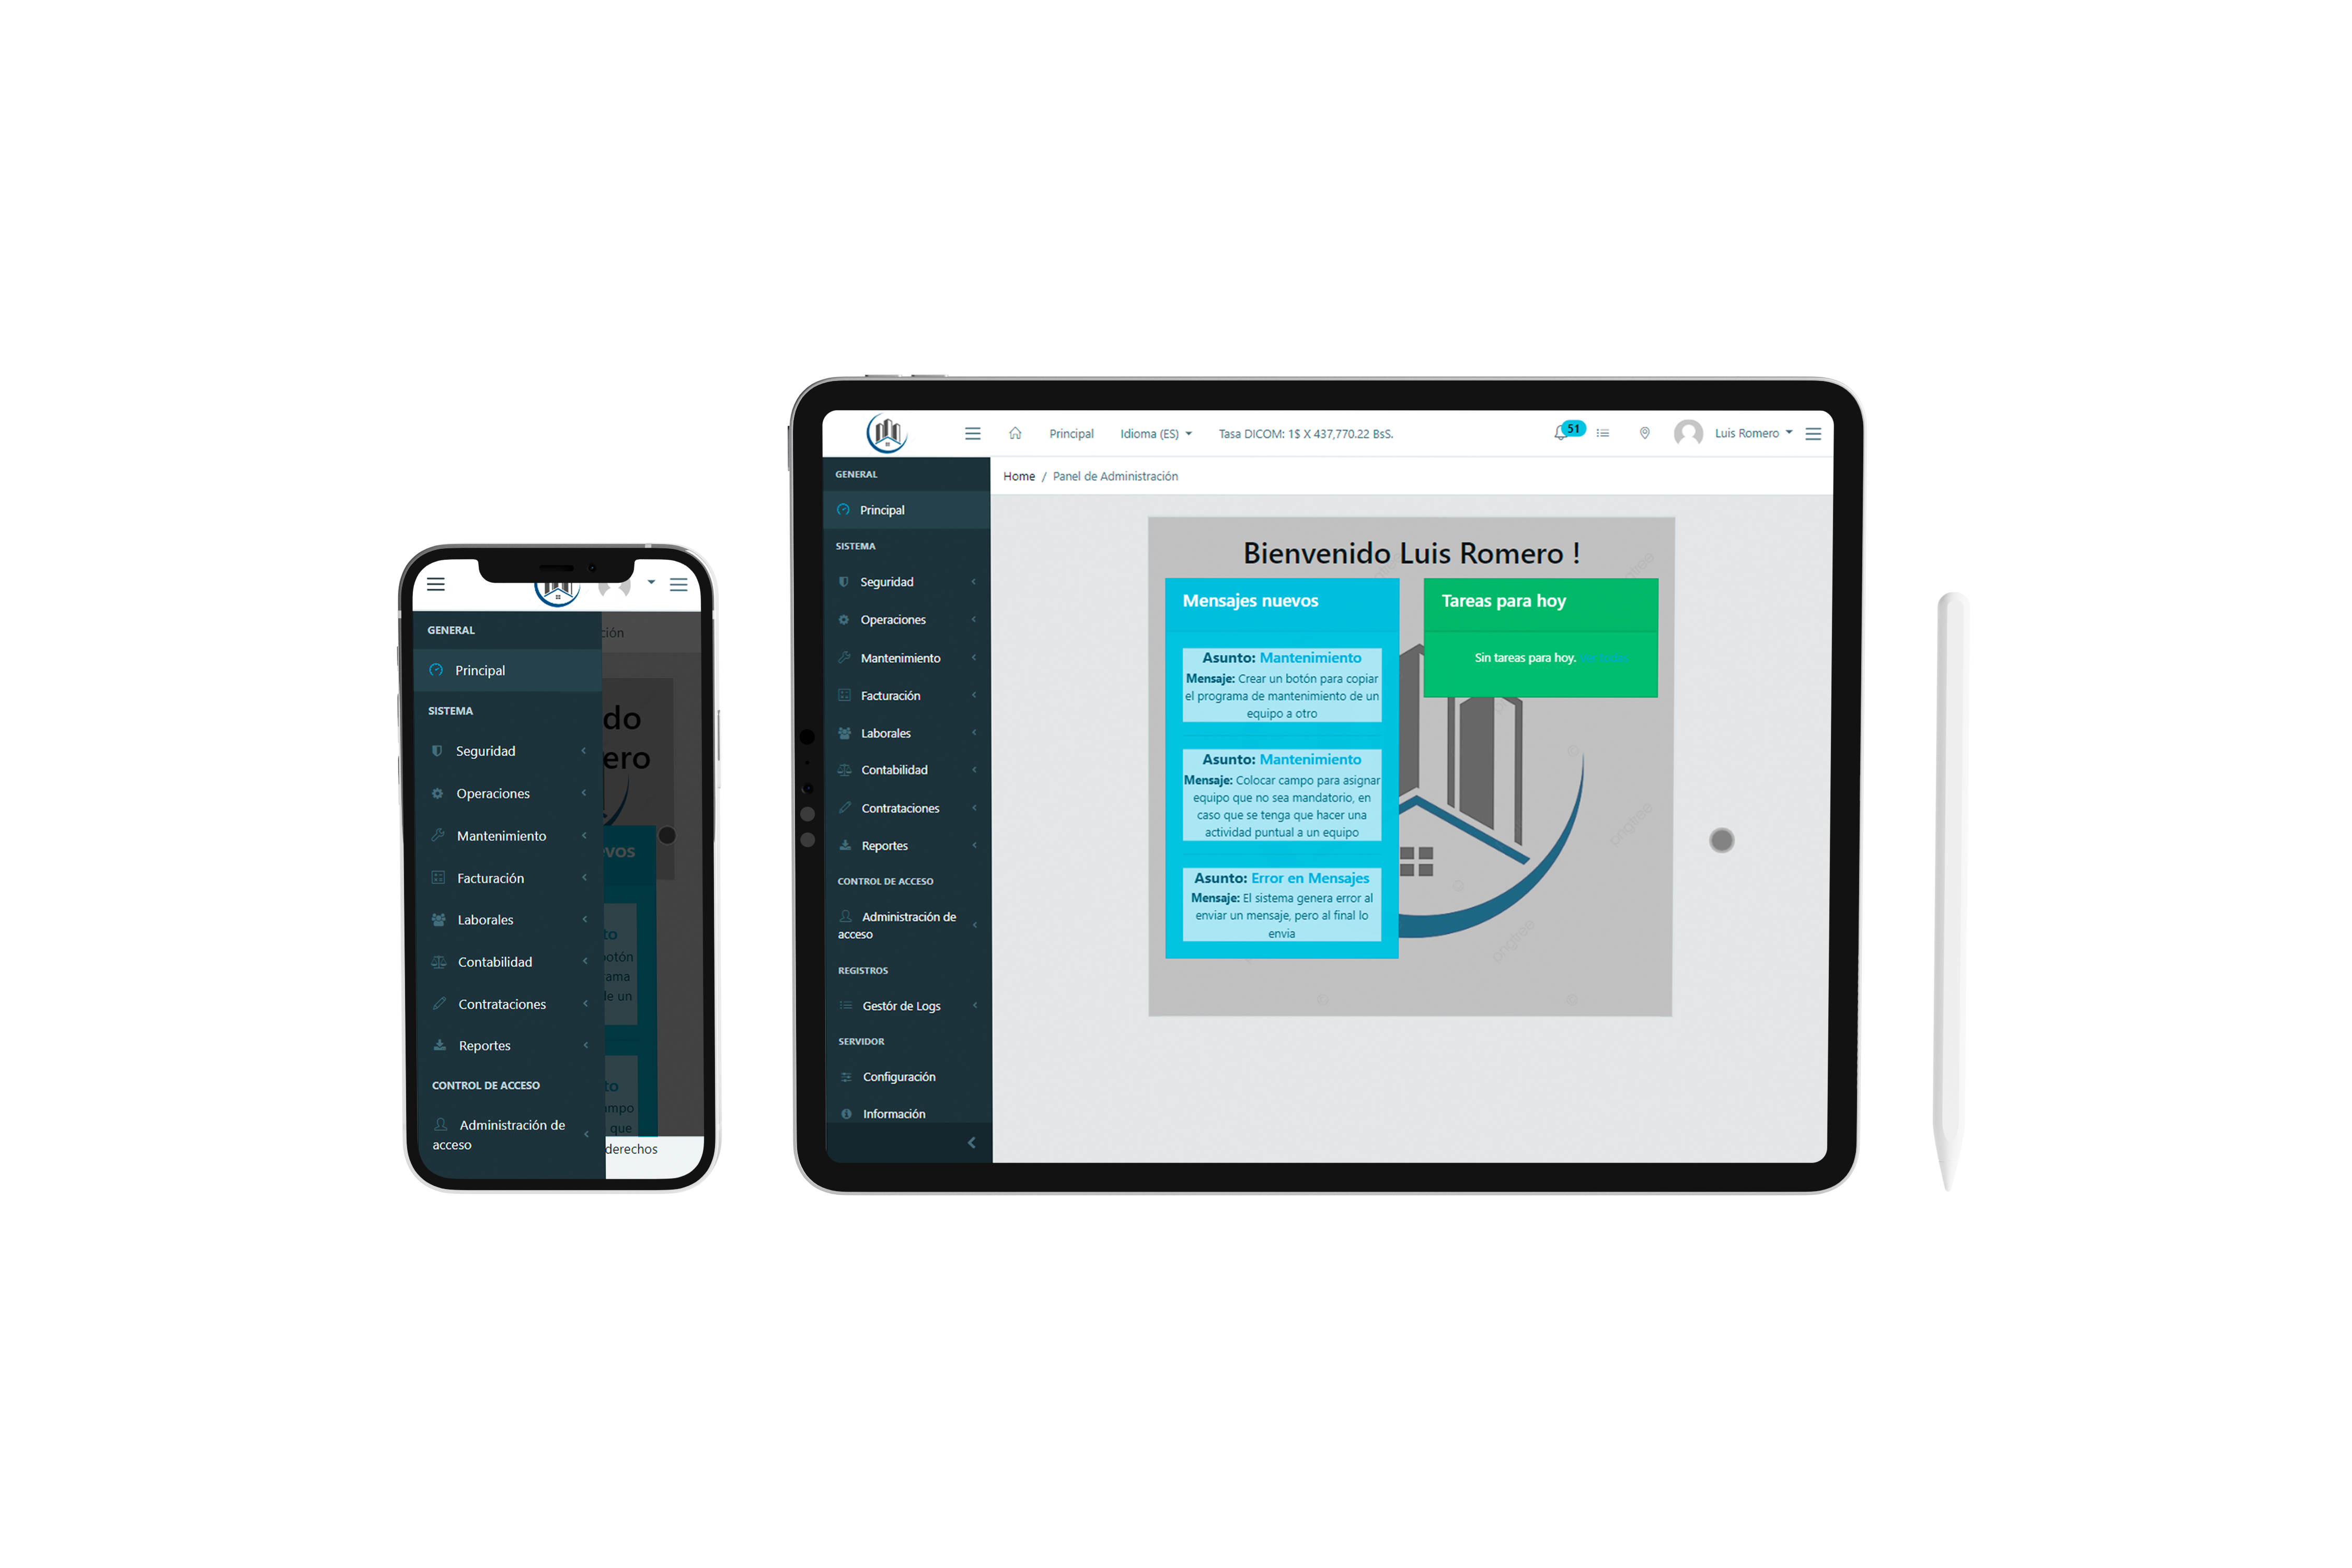 GENERAL
Principal
SISTEMA
Seguridad
Operaciones
Mantenimiento
Facturación
Laborales
Contabilidad
Contrataciones
Reportes
CONTROL DE ACCESO
Administración de
acceso
ción
do
ero
vos
to
botón
rama
de un
to
ampo
que
derechos
Principal
Idioma (ES)
Tasa DICOM: 1$ X 437,770.22 BsS.
51
Luis Romero
GENERAL
Principal
SISTEMA
Seguridad
Operaciones
Mantenimiento
Facturación
Laborales
Contabilidad
Contrataciones
Reportes
CONTROL DE ACCESO
Administración de
acceso
REGISTROS
Gestór de Logs
SERVIDOR
Configuración
Información
Home / Panel de Administración
Bienvenido Luis Romero !
Mensajes nuevos
Asunto: Mantenimiento
Mensaje: Crear un botón para copiar
el programa de mantenimiento de un
equipo a otro
Asunto: Mantenimiento
Mensaje: Colocar campo para asignar
equipo que no sea mandatorio, en
caso que se tenga que hacer una
actividad puntual a un equipo
Asunto: Error en Mensajes
Mensaje: El sistema genera error al
enviar un mensaje, pero al final lo
envia
Tareas para hoy
Sin tareas para hoy.
pngtree
pngtree
pngtree